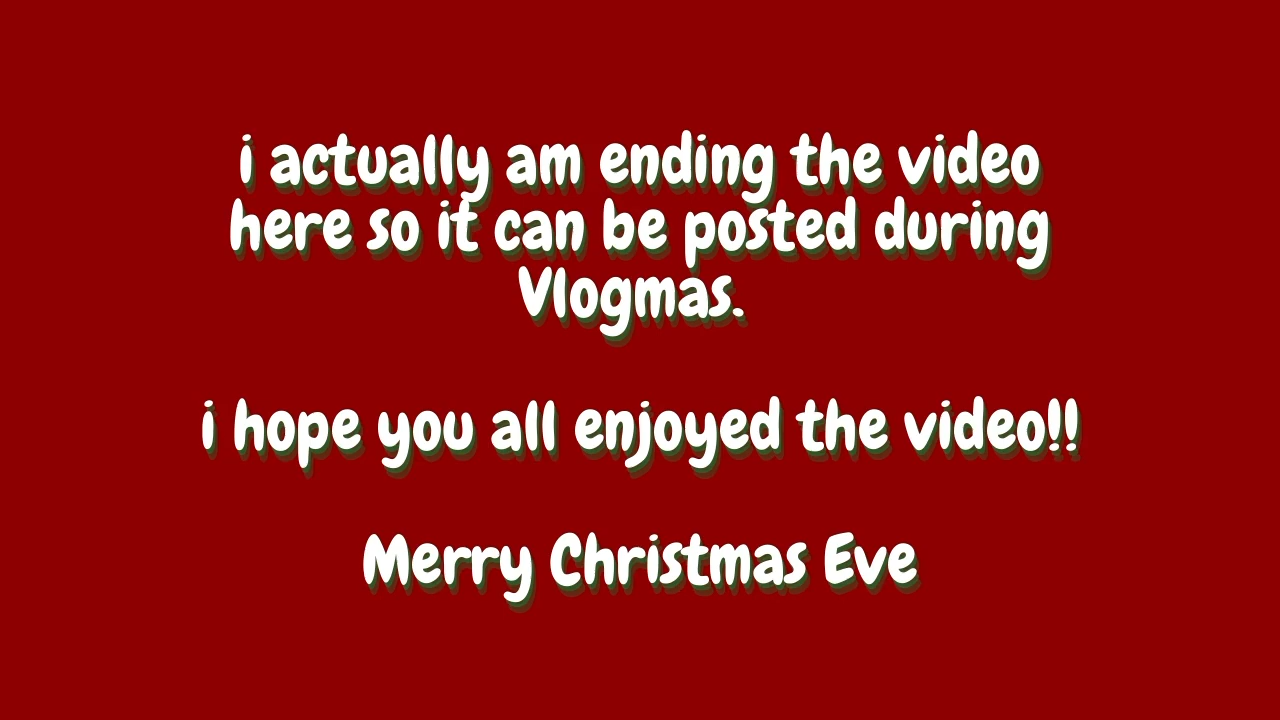 i actually am ending the video
here so it can be posted during
Vlogmas.
i hope you all enjoyed the video!!
Merry Christmas Eve